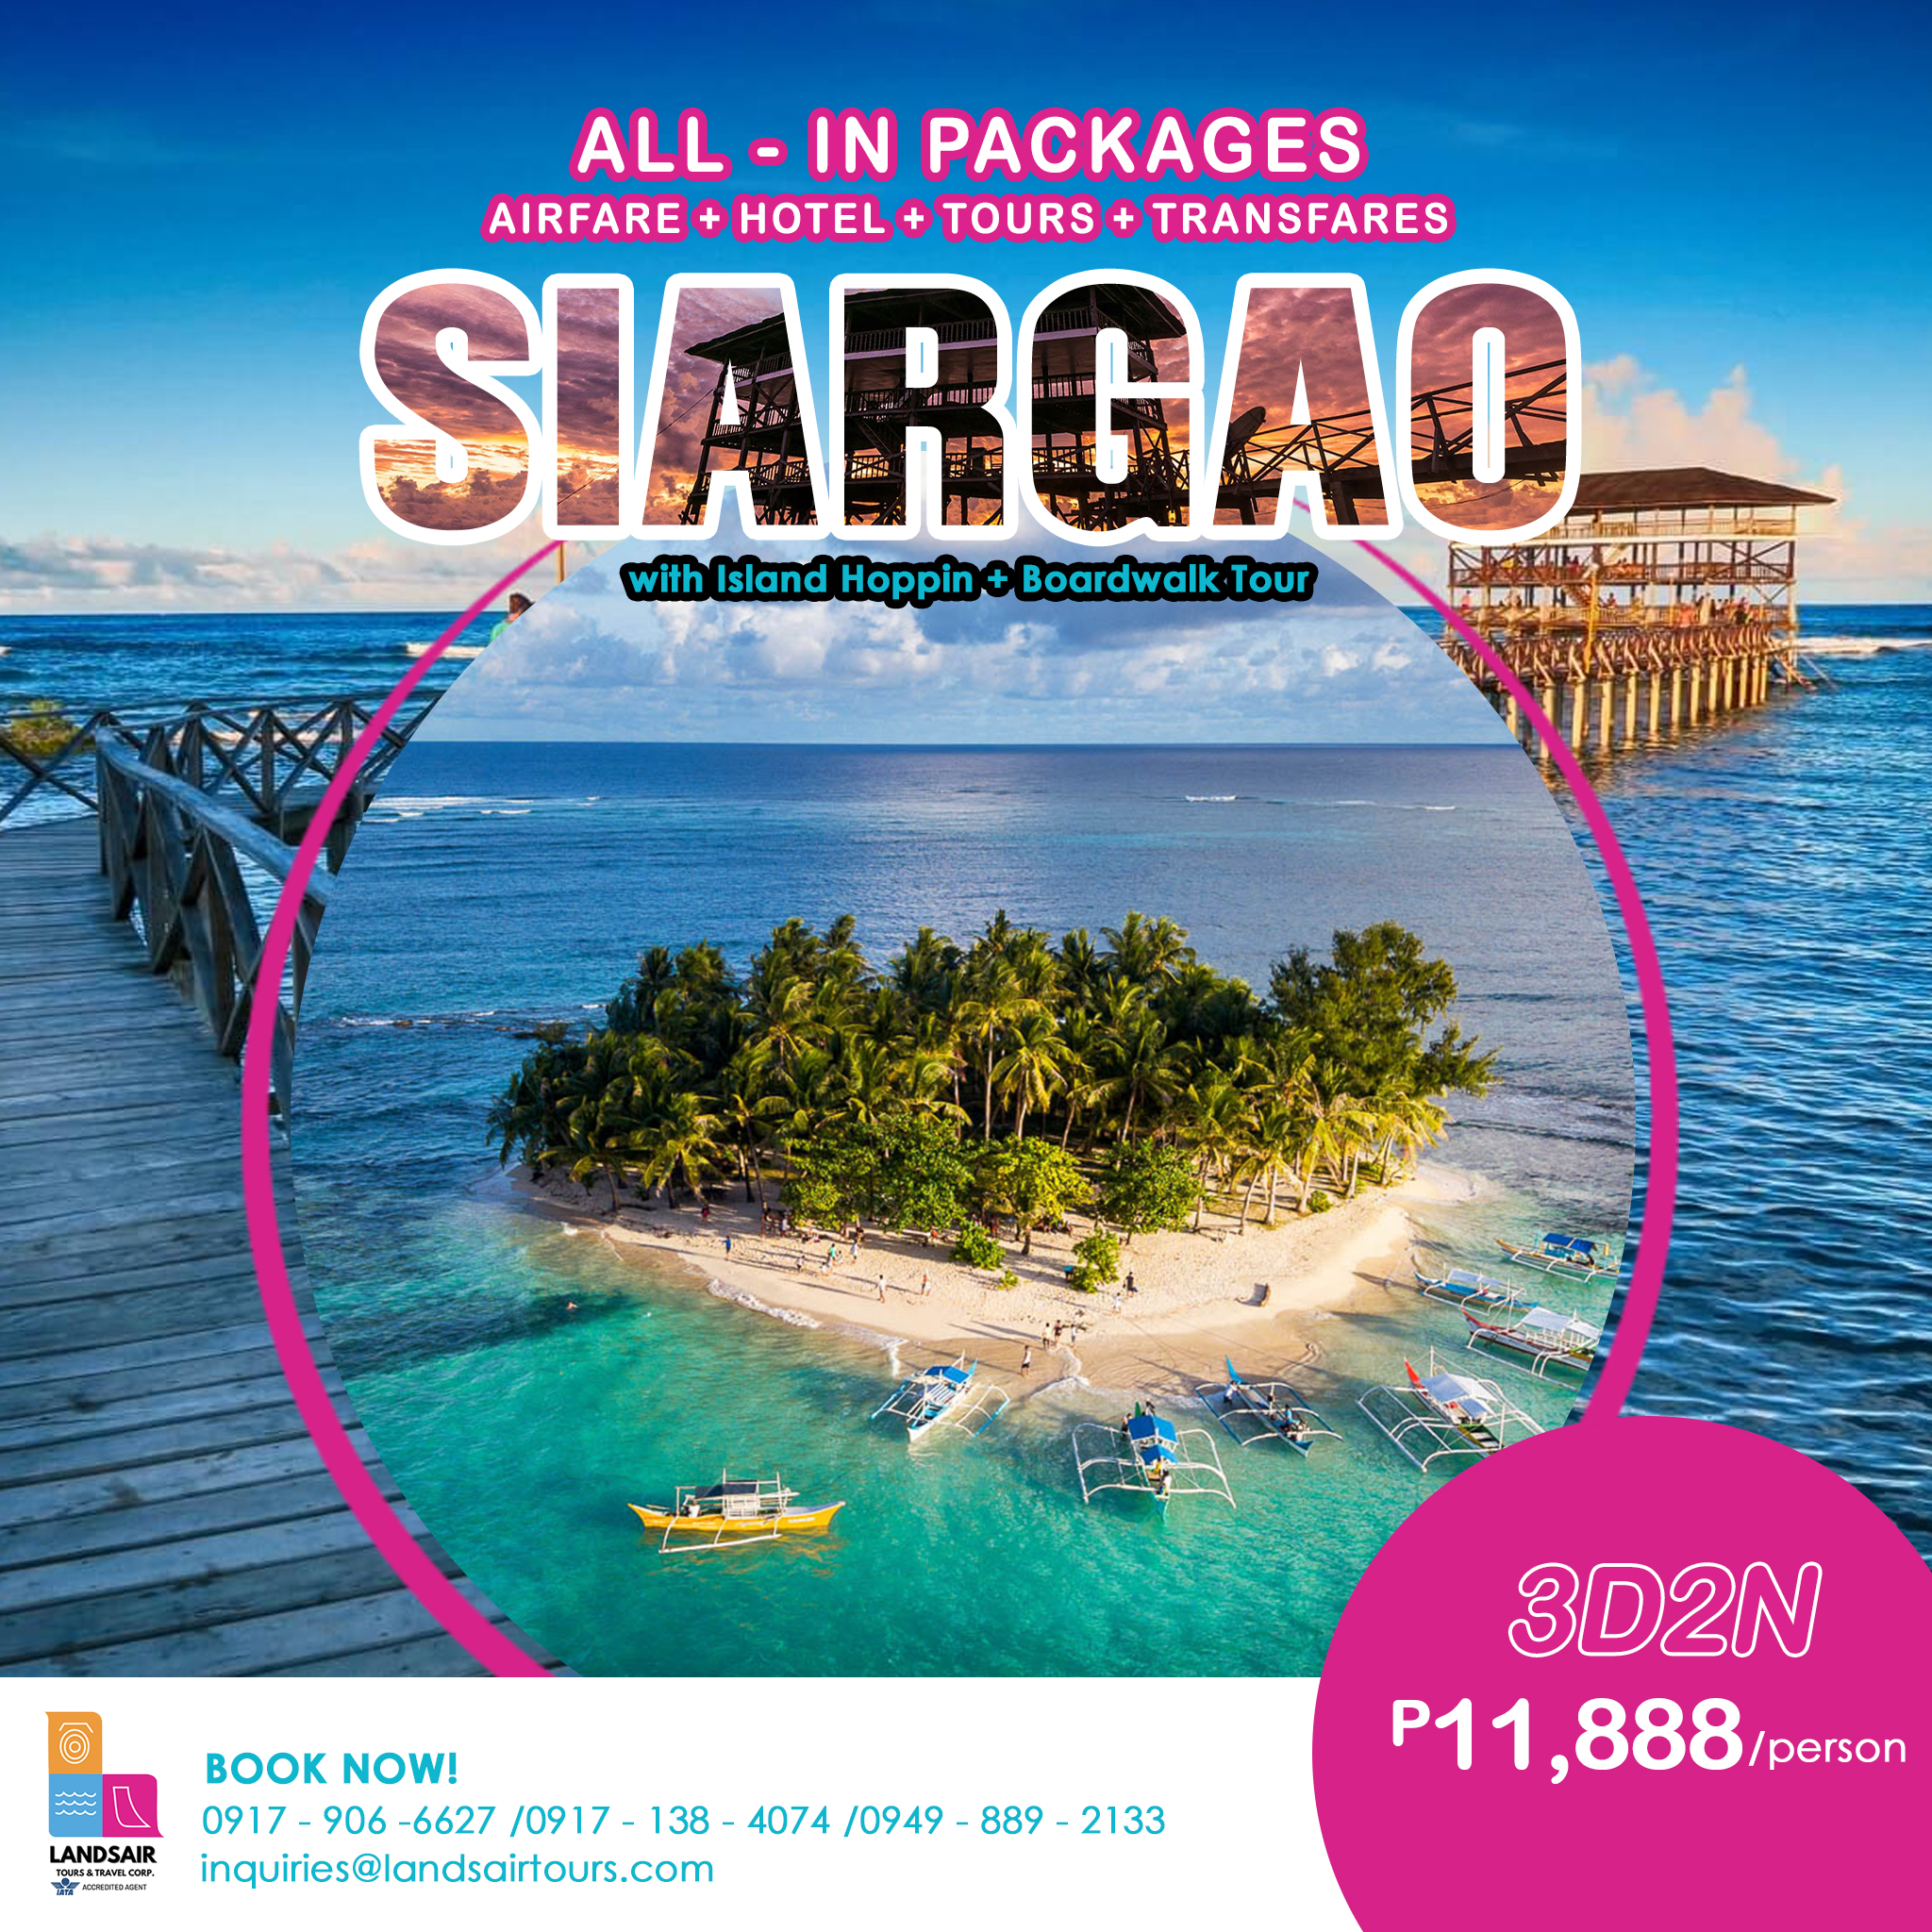 ALL - IN PACKAGES
AIRFARE + HOTEL + TOURS + TRANSFARES
SIARGAO
with Island Hoppin + Boardwalk Tour
3D2N
P11,888/person
BOOK NOW!
0917 - 906 -6627 /0917 - 138 - 4074 /0949 - 889 - 2133
inquiries@landsairtours.com
LANDSAIR
TOURS & TRAVEL CORP.
IATA ACCREDITED AGENT